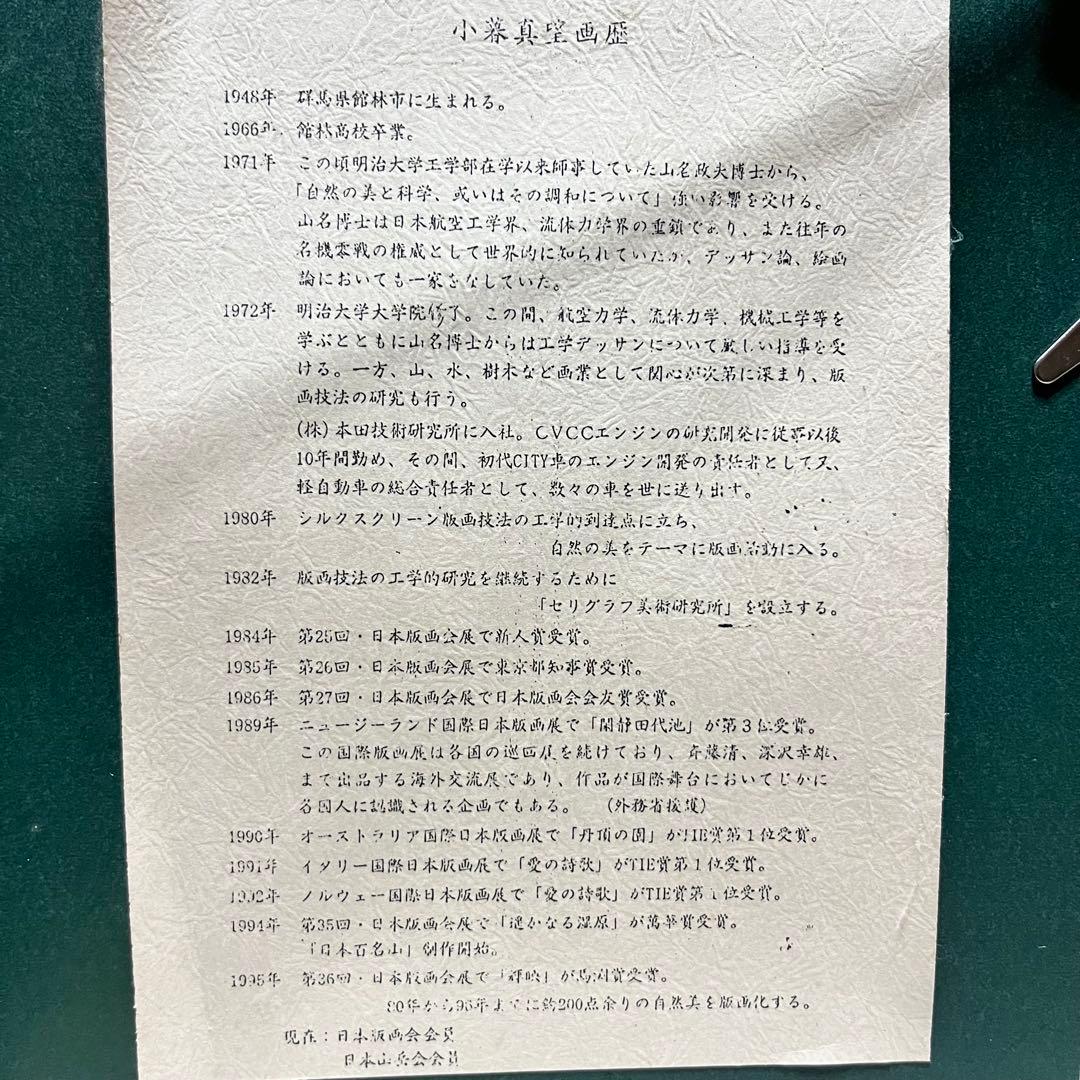 小暮真望画歴
1948年 群馬県館林市に生まれる。
1966年 館林高校卒業。
1971年 この頃明治大学工学部在学以来師事していた山名政夫博士から、
「自然の美と科学、或いはその調和について」強い影響を受ける。
山名博士は日本航空工学界、流体力学界の重鎮であり、また往年の
名機零戦の権威として世界的に知られていたが、デッサン論、絵画
論においても一家をなしていた。
1972年 明治大学大学院修了。この間、航空力学、流体力学、機械工学等を
学ぶとともに山名博士からは工学デッサンについて厳しい指導を受
ける。一方、山、水、樹木など画業として関心が次第に深まり、版
画技法の研究も行う。
(株)本田技術研究所に入社。CVCCエンジンの研究開発に従事以後
10年間勤め、その間、初代CITY車のエンジン開発の責任者として又、
軽自動車の総合責任者として、数々の車を世に送り出す。
1980年 シルクスクリーン版画技法の工学的到達点に立ち、
自然の美をテーマに版画活動に入る。
1982年 版画技法の工学的研究を継続するために
「セリグラフ美術研究所」を設立する。
1984年 第25回・日本版画会展で新人賞受賞。
1985年 第26回・日本版画会展で東京都知事賞受賞。
1986年 第27回・日本版画会展で日本版画会会友賞受賞。
1989年 ニュージーランド国際日本版画展で「閑静田代池」が第3位受賞。
この国際版画展は各国の巡回展を続けており、斉藤清、深沢幸雄、
まで出品する海外交流展であり、作品が国際舞台においてじかに
各国人に認識される企画でもある。 (外務省援護)
1990年 オーストラリア国際日本版画展で「丹頂の園」がTIE賞第1位受賞。
1991年 イタリー国際日本版画展で「愛の詩歌」がTIE賞第1位受賞。
1992年 ノルウェー国際日本版画展で「愛の詩歌」がTIE賞第1位受賞。
1994年 第35回・日本版画会展で「遥かなる湿原」が萬華賞受賞。
「日本百名山」創作開始。
1995年 第36回・日本版画会展で「輝映」が馬渕賞受賞。
80年から95年までに約200点余りの自然美を版画化する。
現在:日本版画会会員
日本山岳会会員